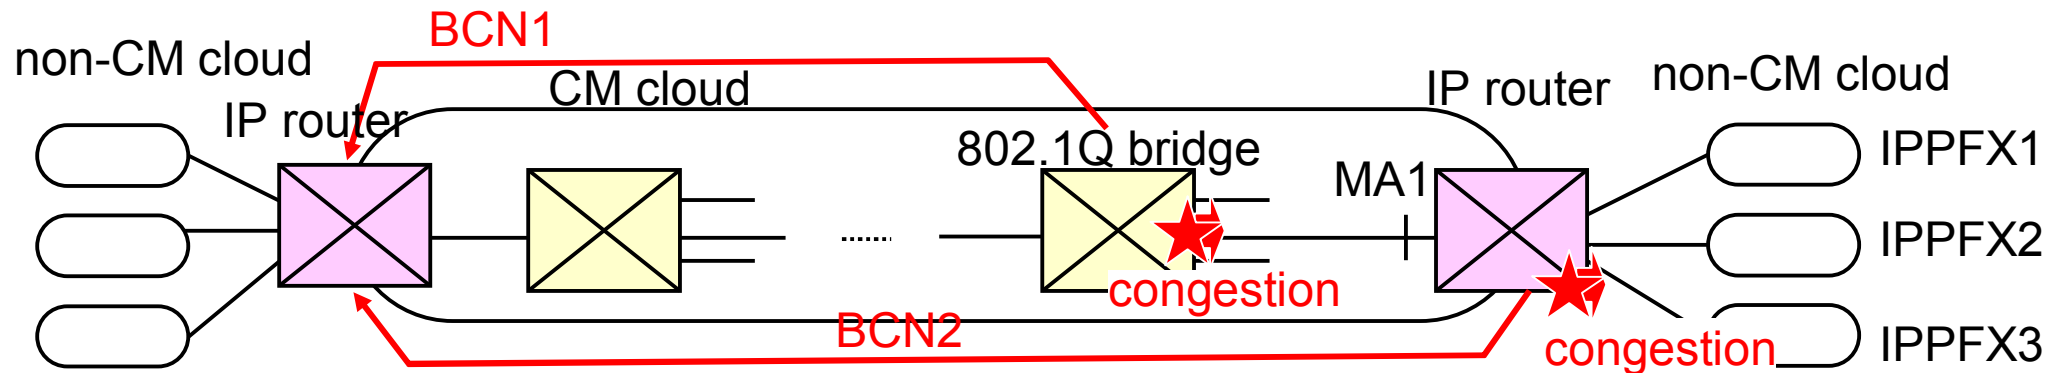 BCN1
non-CM cloud
CM cloud
IP router
non-CM cloud
IP router
802.1Q bridge
IPPFX1
MA1
IPPFX2
congestion
BCN2
congestion
IPPFX3